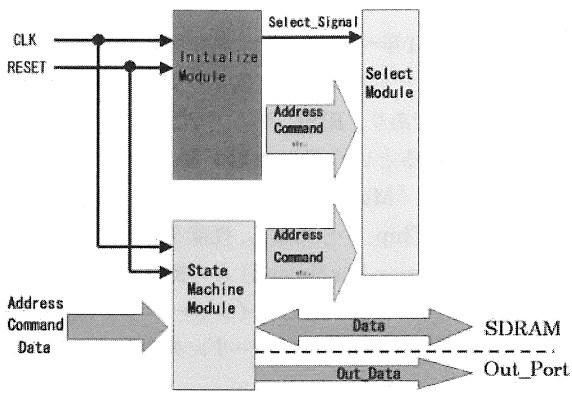 CLK
RESET
Initialize
Module
Select_Signal
Select
Module
Address
Command
etc.
Address
Command
etc.
State
Machine
Module
Address
Command
Data
Data
SDRAM
Out_Data
Out_Port